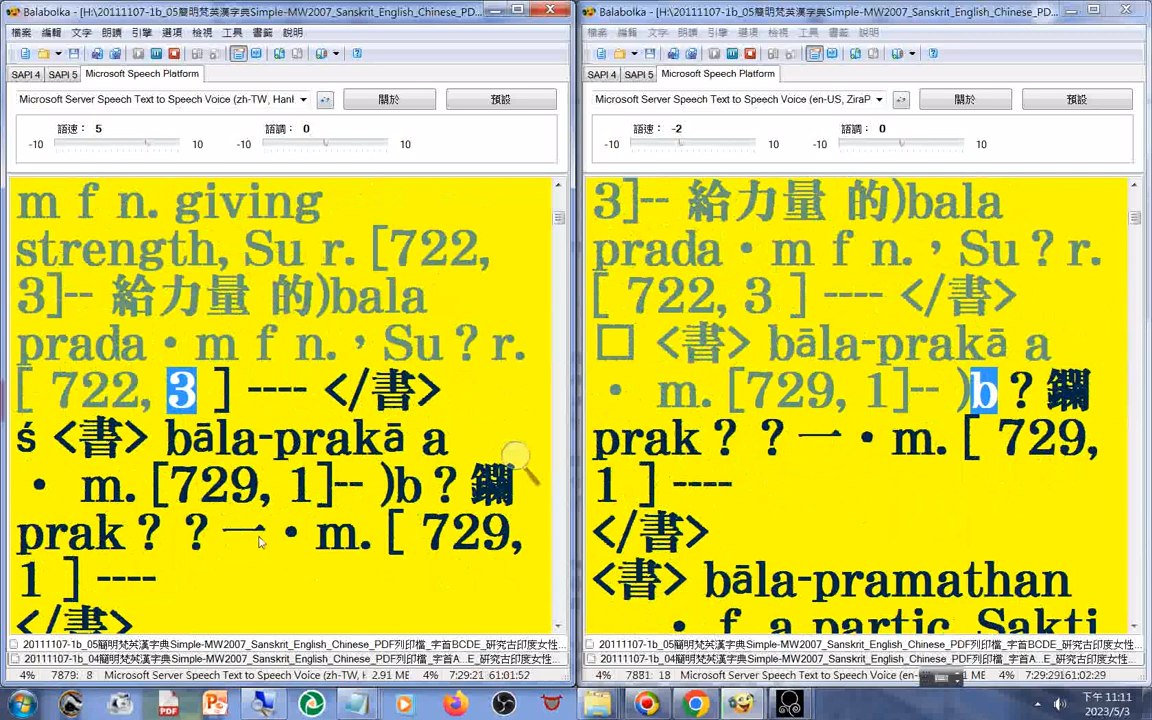 Balabolka - [H:\20111107-1b_05簡明梵英漢字典Simple-MW2007_Sanskrit_English_Chinese_PD...
檔案 編輯 文字 朗讀 引擎 選項 檢視 工具 書籤 說明
SAPI 4 SAPI 5 Microsoft Speech Platform
Microsoft Server Speech Text to Speech Voice (zh-TW, HanH
關於 預設
語速： 5 語調： 0
-10 10 -10 10
m f n. giving
strength, Su r. [722,
3]-- 給力量 的)bala
prada • m f n.，Su？r.
[ 722, 3 ] ---- </書>
ś <書> bāla-prakā a
• m. [729, 1]-- )b？鑭
prak？？一 • m. [ 729,
1 ] ----
</書>
20111107-1b_05簡明梵英漢字典Simple-MW2007_Sanskrit_English_Chinese_PDF列印檔_字首BCDE_研究古印度女性...
20111107-1b_04簡明梵英漢字典Simple-MW2007_Sanskrit_English_Chinese_PDF列印檔_字首A...E_研究古印度女性...
4% 7879: 8 Microsoft Server Speech Text to Speech Voice (zh-TW, 2.91 ME 4% 7:29:21 61:01:52
Balabolka - [H:\20111107-1b_05簡明梵英漢字典Simple-MW2007_Sanskrit_English_Chinese_PD...
檔案 編輯 文字 朗讀 引擎 選項 檢視 工具 書籤 說明
SAPI 4 SAPI 5 Microsoft Speech Platform
Microsoft Server Speech Text to Speech Voice (en-US, ZiraP
關於 預設
語速： -2 語調： 0
-10 10 -10 10
3]-- 給力量 的)bala
prada • m f n.，Su？r.
[ 722, 3 ] ---- </書>
□ <書> bāla-prakā a
• m. [729, 1]-- )b？鑭
prak？？一 • m. [ 729,
1 ] ----
</書>
<書> bāla-pramathan
• f. a partic. Sakti
20111107-1b_05簡明梵英漢字典Simple-MW2007_Sanskrit_English_Chinese_PDF列印檔_字首BCDE_研究古印度女性...
20111107-1b_04簡明梵英漢字典Simple-MW2007_Sanskrit_English_Chinese_PDF列印檔_字首A...E_研究古印度女性...
4% 7881: 18 Microsoft Server Speech Text to Speech Voice 4% 7:29:29 61:02:29
下午 11:11
2023/5/3